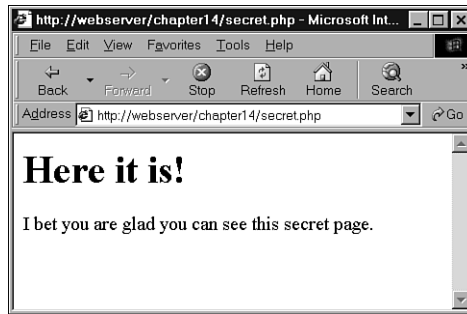 http://webserver/chapter14/secret.php - Microsoft Int...
File Edit View Favorites Tools Help
Back Forward Stop Refresh Home Search »
Address http://webserver/chapter14/secret.php Go
Here it is!
I bet you are glad you can see this secret page.